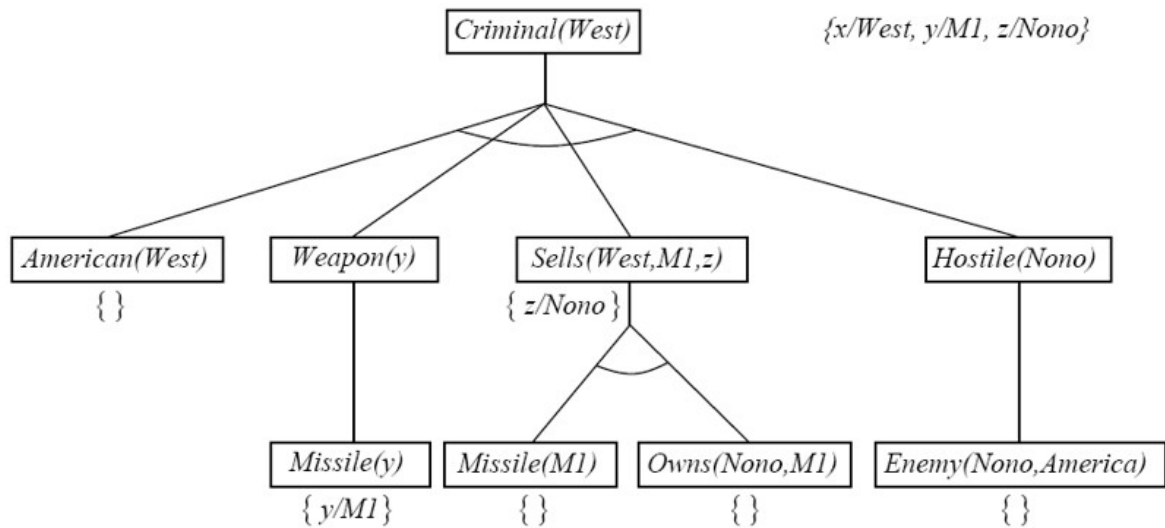 Criminal(West)
{x/West, y/M1, z/Nono}
American(West)
Weapon(y)
Sells(West,M1,z)
Hostile(Nono)
{ }
{ z/Nono }
Missile(y)
Missile(M1)
Owns(Nono,M1)
Enemy(Nono,America)
{ y/M1}
{ }
{ }
{ }